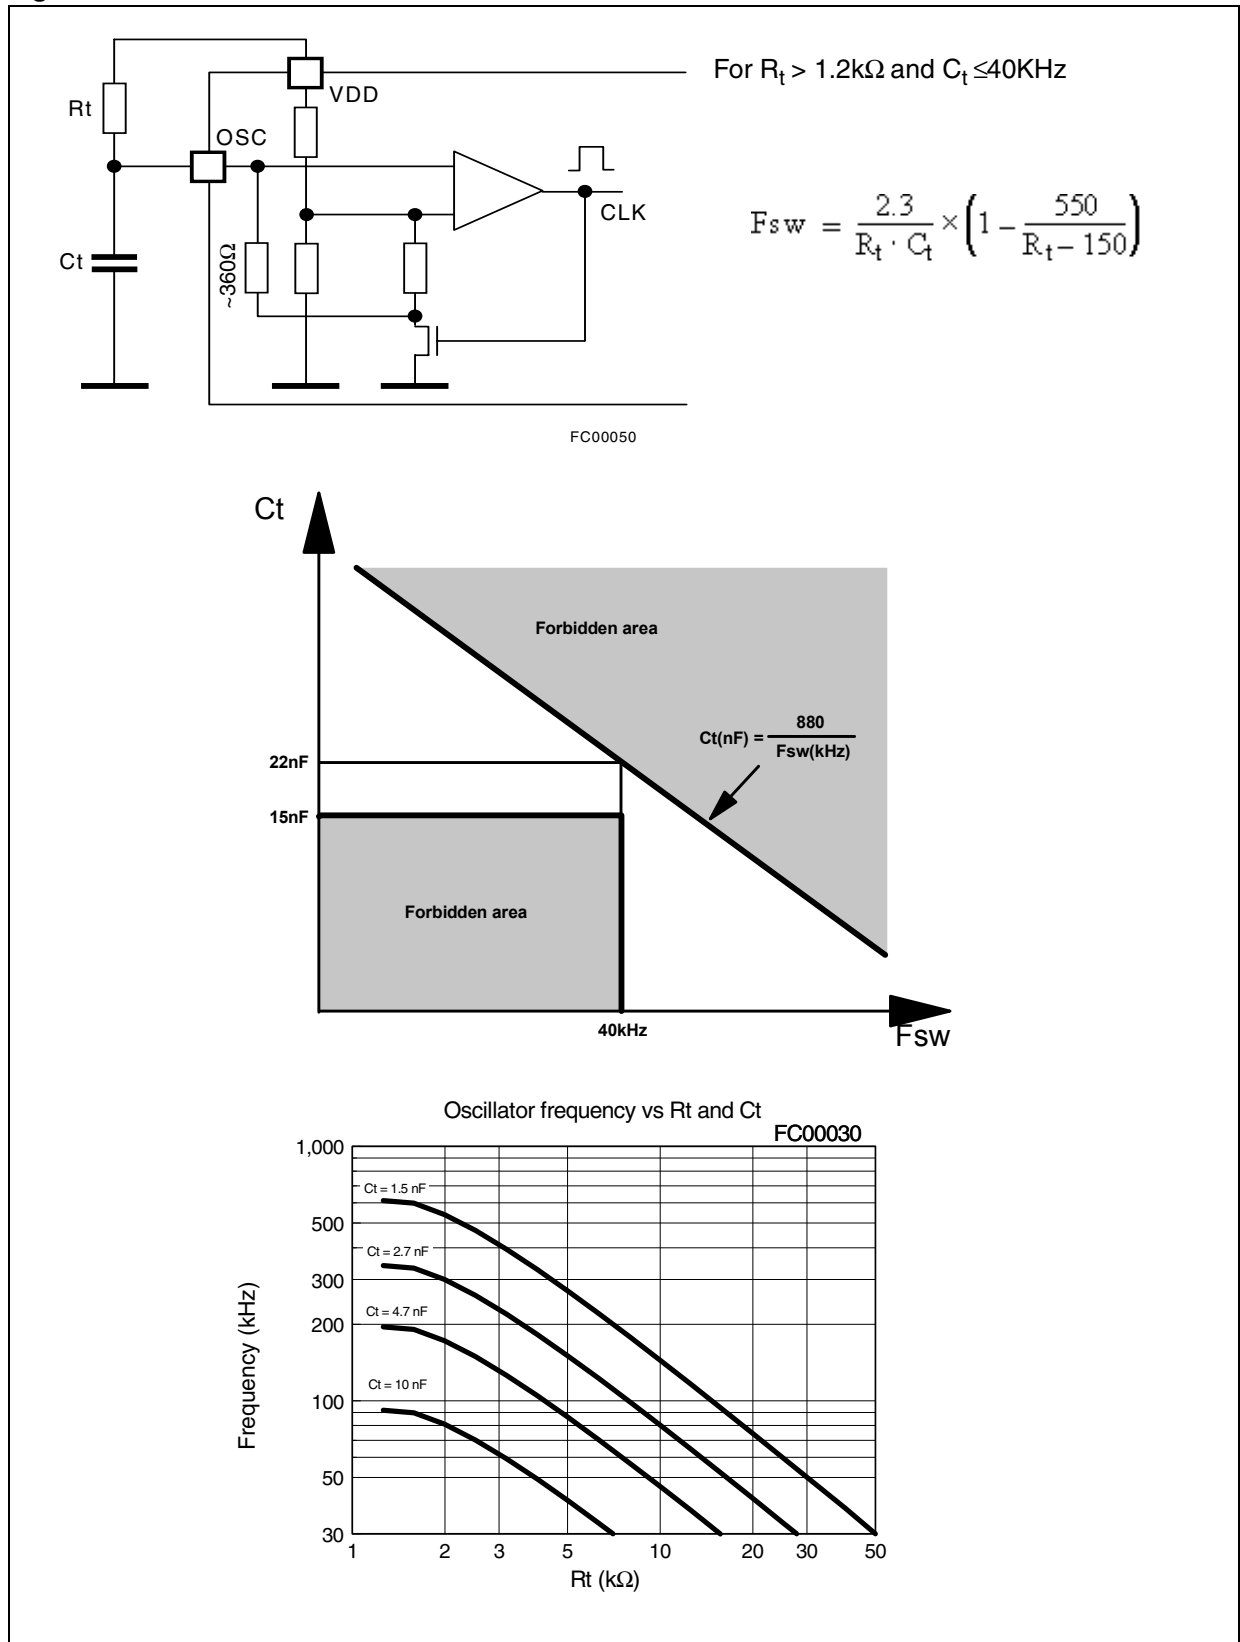 For Rt > 1.2kΩ and Ct ≤40KHz
Rt
VDD
OSC
CLK
Ct
~360Ω
Fsw = 2.3 / Rt · Ct × (1 − 550 / Rt − 150)
FC00050
Ct
Forbidden area
Ct(nF) = 880 / Fsw(kHz)
22nF
15nF
Forbidden area
40kHz
Fsw
Oscillator frequency vs Rt and Ct
FC00030
1,000
Ct = 1.5 nF
500
Ct = 2.7 nF
300
Ct = 4.7 nF
200
Ct = 10 nF
100
50
30
Frequency (kHz)
1 2 3 5 10 20 30 50
Rt (kΩ)